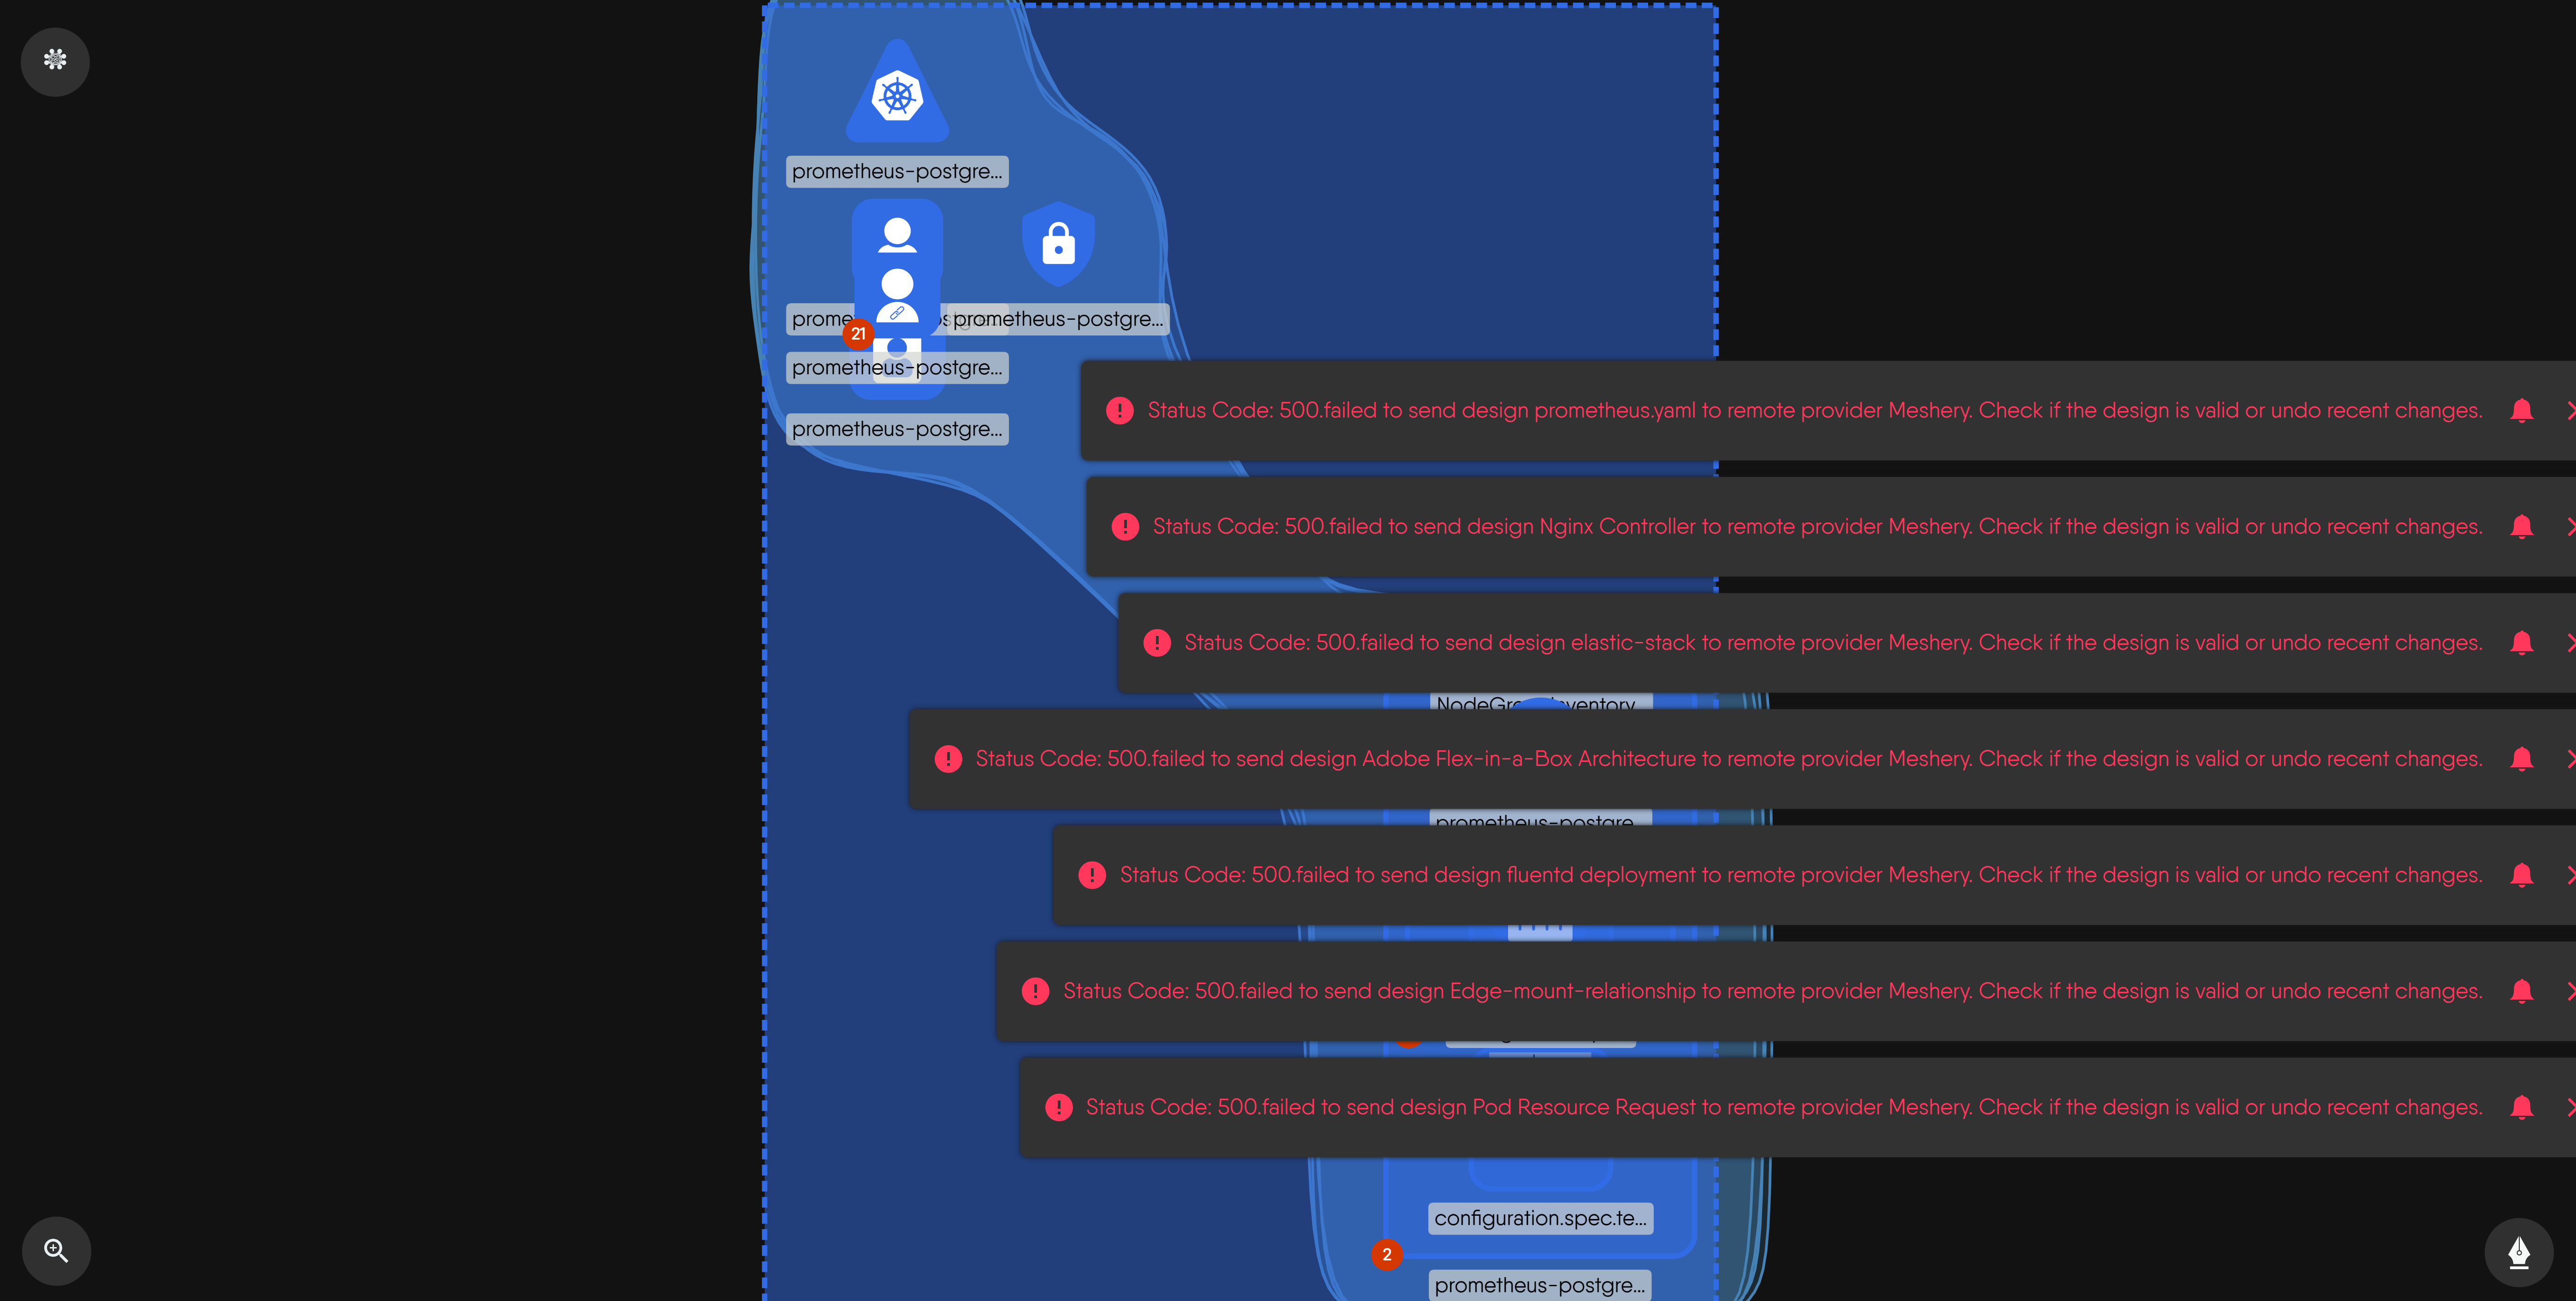 prometheus-postgre...
prome
21
prometheus-postgre...
prometheus-postgre...
prometheus-postgre...
Status Code: 500.failed to send design prometheus.yaml to remote provider Meshery. Check if the design is valid or undo recent changes.
Status Code: 500.failed to send design Nginx Controller to remote provider Meshery. Check if the design is valid or undo recent changes.
Status Code: 500.failed to send design elastic-stack to remote provider Meshery. Check if the design is valid or undo recent changes.
Status Code: 500.failed to send design Adobe Flex-in-a-Box Architecture to remote provider Meshery. Check if the design is valid or undo recent changes.
prometheus-postgre...
Status Code: 500.failed to send design fluentd deployment to remote provider Meshery. Check if the design is valid or undo recent changes.
Status Code: 500.failed to send design Edge-mount-relationship to remote provider Meshery. Check if the design is valid or undo recent changes.
Status Code: 500.failed to send design Pod Resource Request to remote provider Meshery. Check if the design is valid or undo recent changes.
configuration.spec.te...
2
prometheus-postgre...